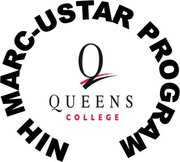 NIH MARC-USTAR PROGRAM
Q
QUEENS
COLLEGE